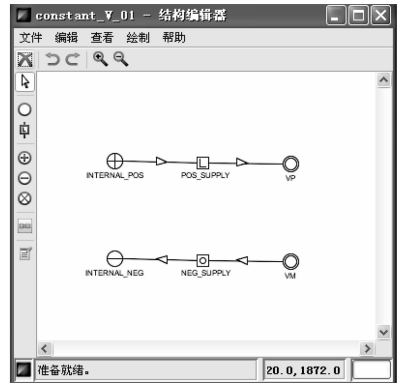 constant_V_01 - 结构编辑器
文件 编辑 查看 绘制 帮助
INTERNAL_POS POS_SUPPLY VP
INTERNAL_NEG NEG_SUPPLY VM
准备就绪。 20.0,1872.0